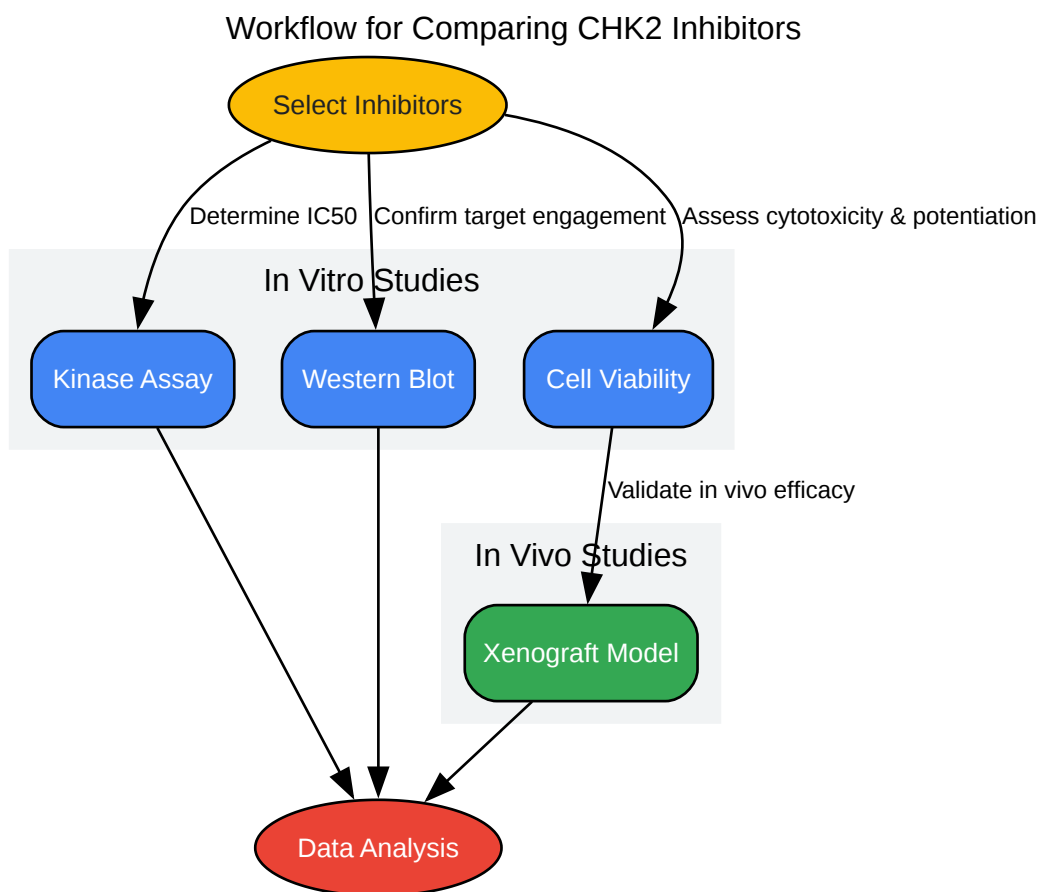 Workflow for Comparing CHK2 Inhibitors
Select Inhibitors
Determine IC50
Confirm target engagement
Assess cytotoxicity & potentiation
In Vitro Studies
Kinase Assay
Western Blot
Cell Viability
Validate in vivo efficacy
In Vivo Studies
Xenograft Model
Data Analysis